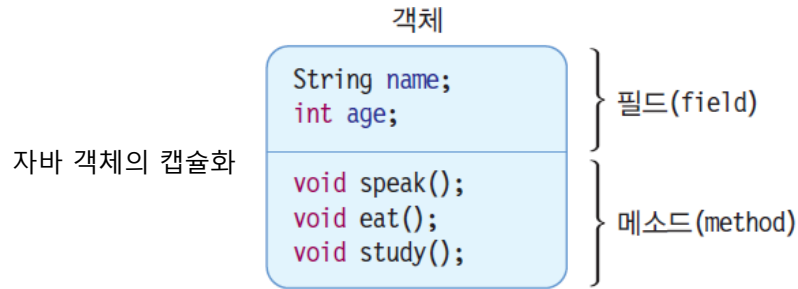 객체
String name;
int age;
필드(field)
자바 객체의 캡슐화
void speak();
void eat();
void study();
메소드(method)